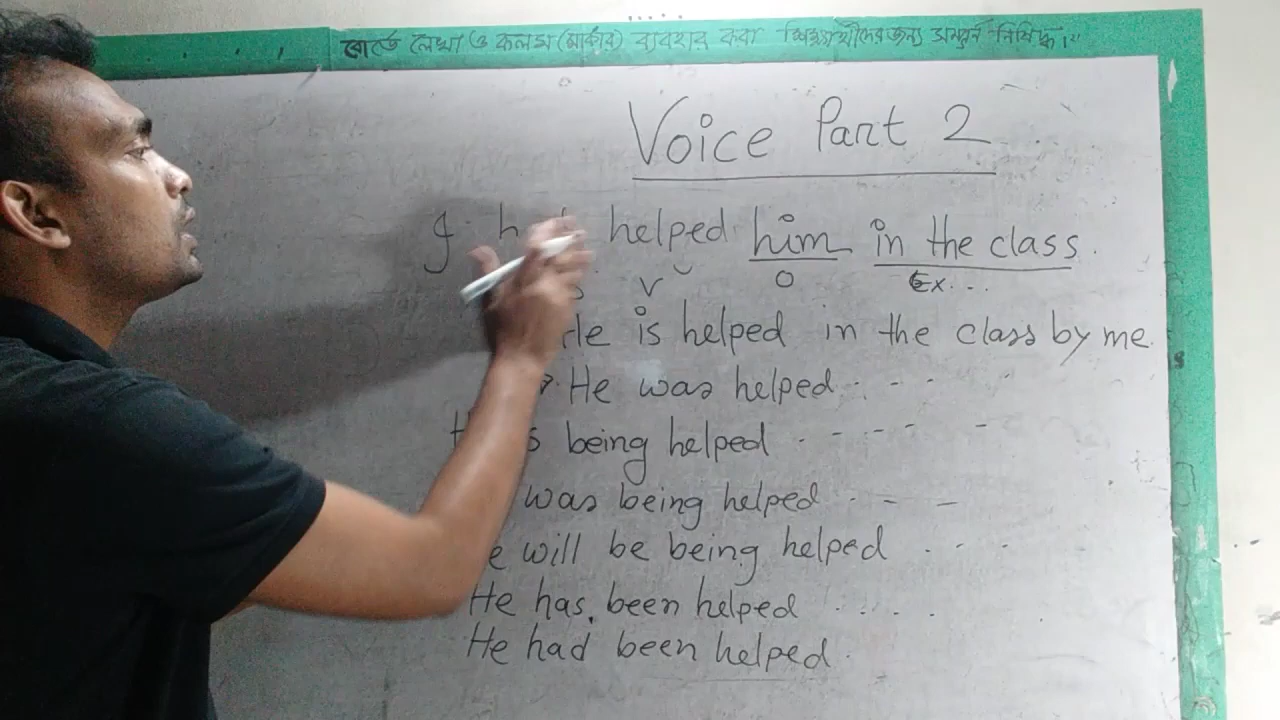 বোর্ডে লেখা ও কলম (মার্কার) ব্যবহার করা শিক্ষার্থীদের জন্য সম্পূর্ন নিষিদ্ধ।"
Voice Part 2
I helped him in the class.
V O Ex...
He is helped in the class by me.
He was helped . - -
being helped - - - - -
was being helped . - -
will be being helped . . .
He has been helped . . . .
He had been helped .